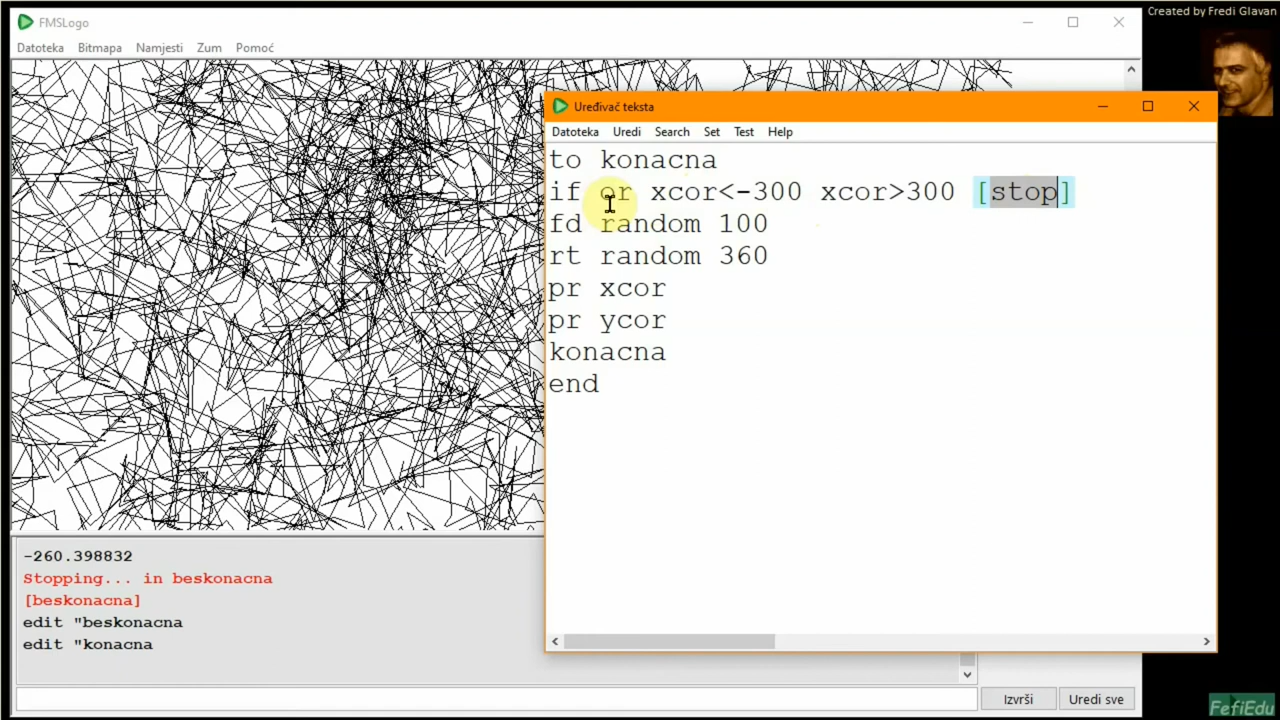 Created by Fredi Glavan
FMSLogo
Datoteka Bitmapa Namjesti Zum Pomoć
Uređivač teksta
Datoteka Uredi Search Set Test Help
to konacna
if or xcor<-300 xcor>300 [stop]
fd random 100
rt random 360
pr xcor
pr ycor
konacna
end
-260.398832
Stopping... in beskonacna
[beskonacna]
edit "beskonacna
edit "konacna
Izvrši Uredi sve
FefiEdu